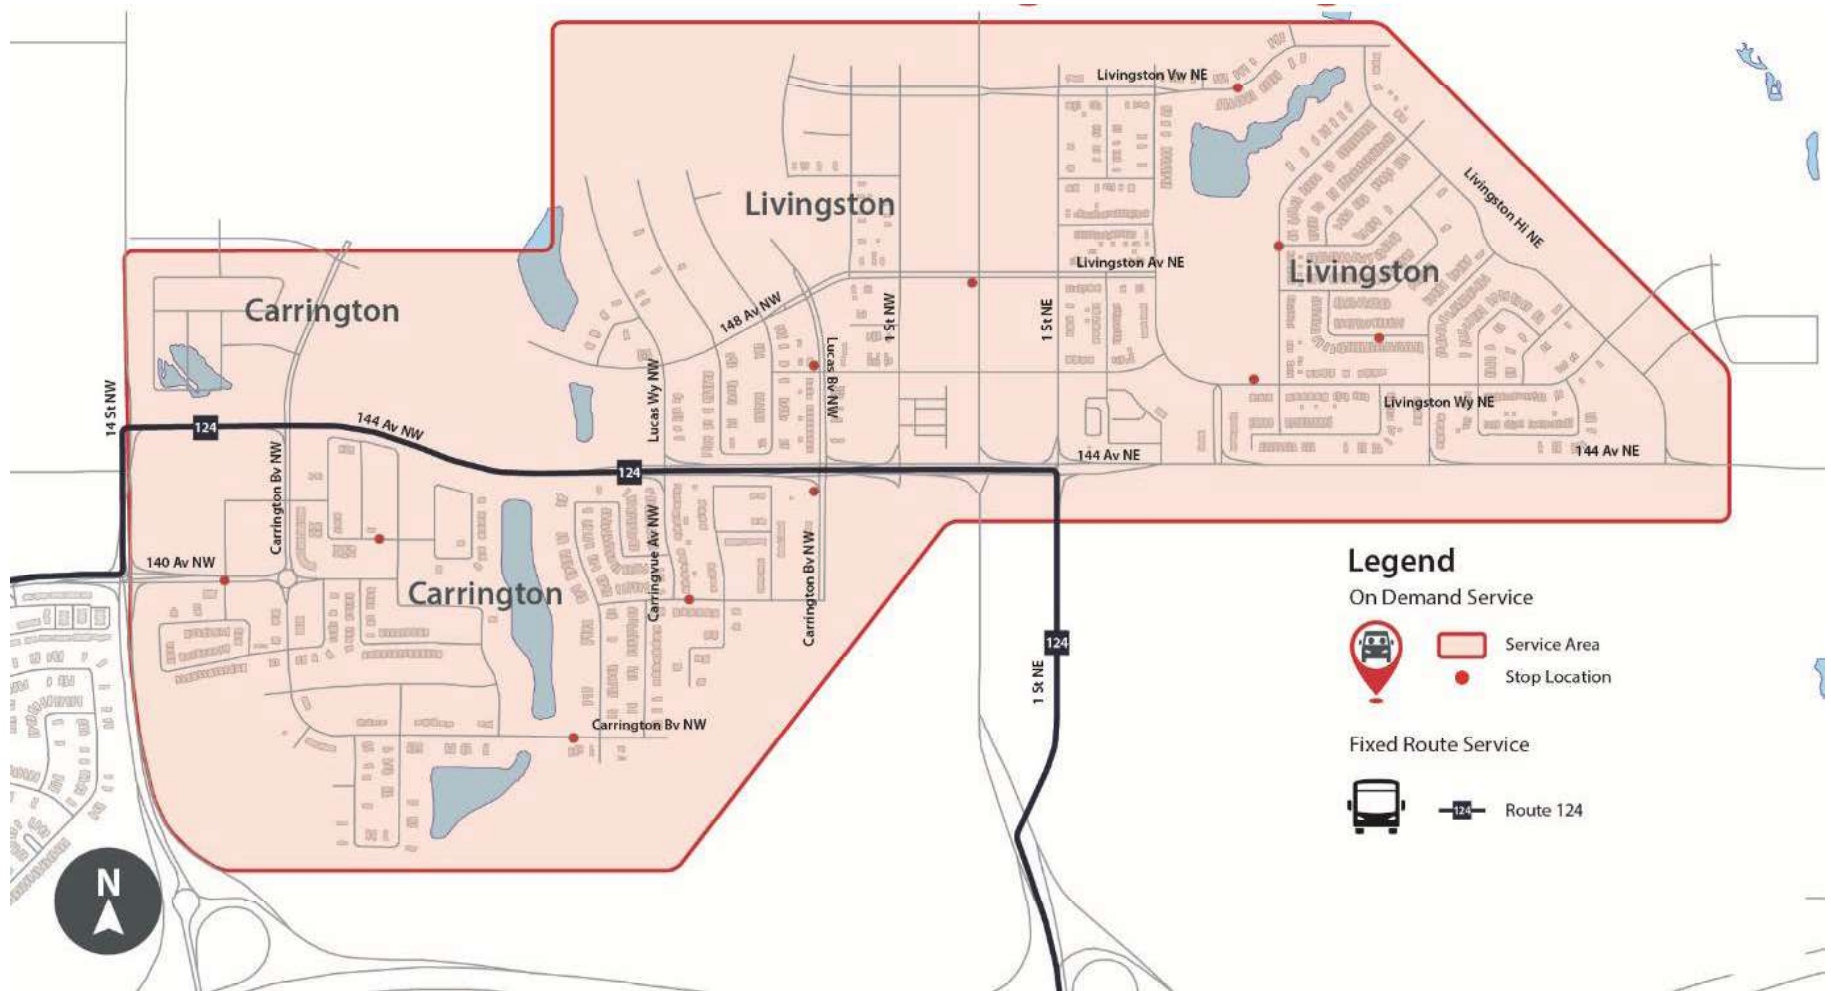 Livingston Vw NE
Livingston
Livingston Hi NE
Livingston Av NE
Livingston
Carrington
148 Av NW
1 St NW
1 St NE
Lucas Wy NW
Lucas Bv NW
14 St NW
124
144 Av NW
Livingston Wy NE
144 Av NE
144 Av NE
124
Carrington Bv NW
140 Av NW
Carrington
Carringvue Av NW
Carrington Bv NW
Carrington Bv NW
124
1 St NE
Legend
On Demand Service
Service Area
Stop Location
Fixed Route Service
124
Route 124
N